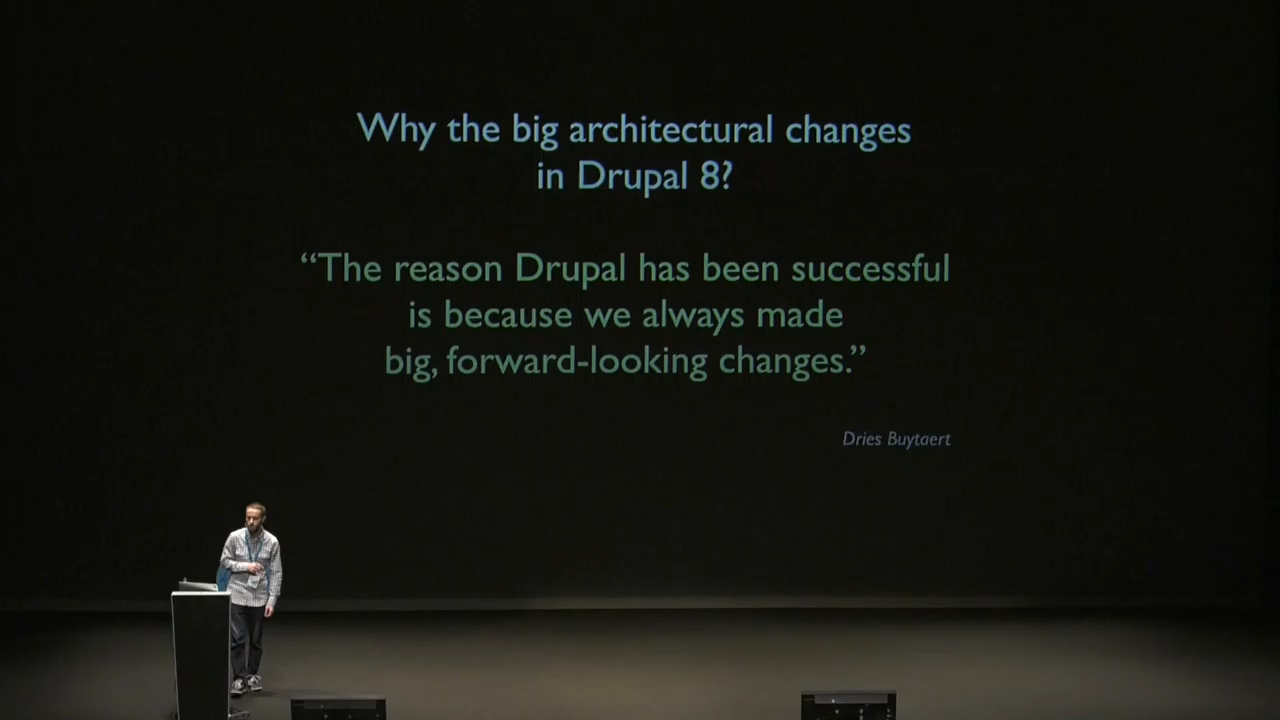 Why the big architectural changes
in Drupal 8?
“The reason Drupal has been successful
is because we always made
big, forward-looking changes.”
Dries Buytaert